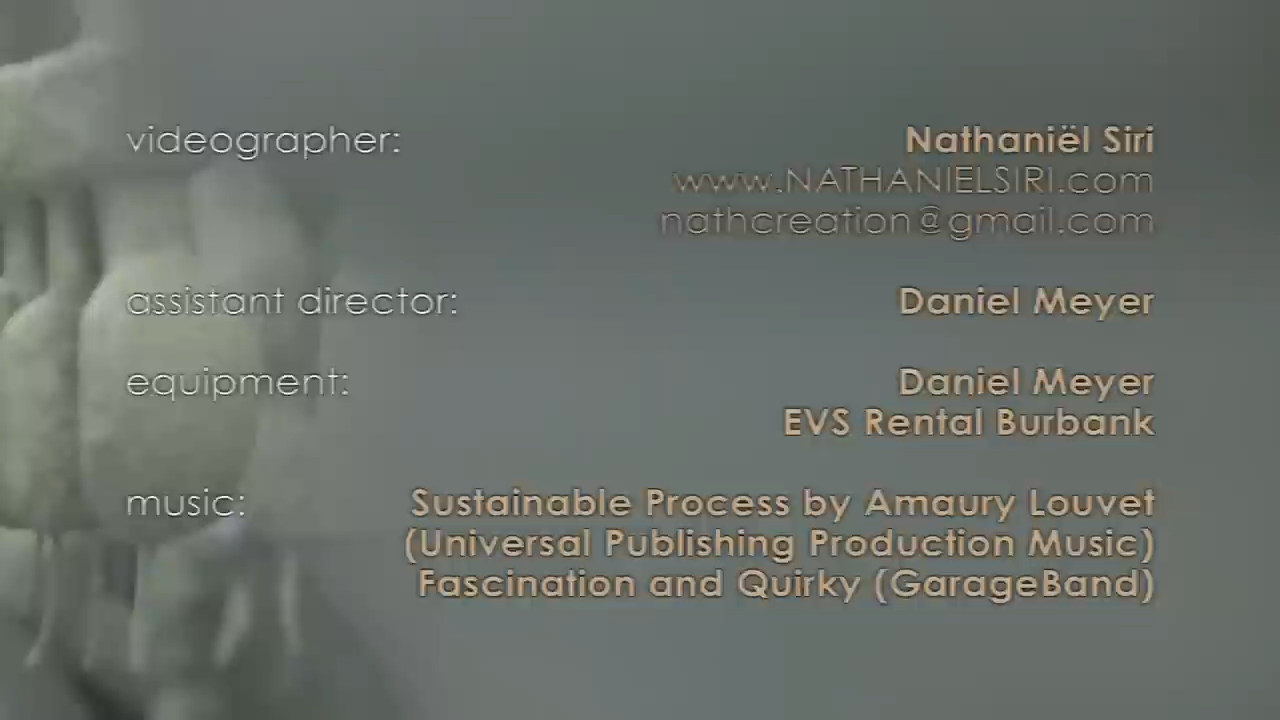 videographer: Nathaniël Siri
www.NATHANIELSIRI.com
nathcreation@gmail.com
assistant director: Daniel Meyer
equipment: Daniel Meyer
EVS Rental Burbank
music: Sustainable Process by Amaury Louvet
(Universal Publishing Production Music)
Fascination and Quirky (GarageBand)